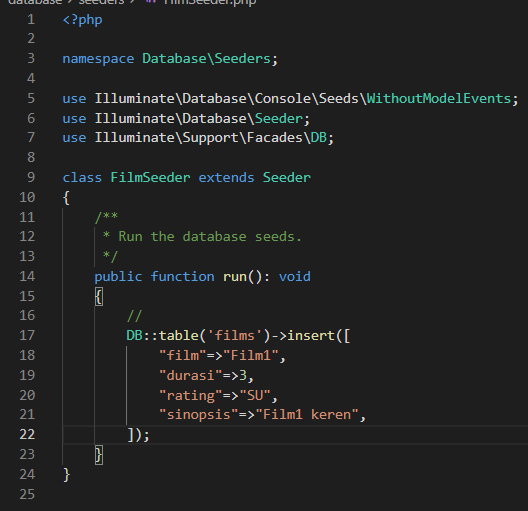 database > seeders > FilmSeeder.php
1 <?php
2
3 namespace Database\Seeders;
4
5 use Illuminate\Database\Console\Seeds\WithoutModelEvents;
6 use Illuminate\Database\Seeder;
7 use Illuminate\Support\Facades\DB;
8
9 class FilmSeeder extends Seeder
10 {
11 /**
12 * Run the database seeds.
13 */
14 public function run(): void
15 {
16 //
17 DB::table('films')->insert([
18 "film"=>"Film1",
19 "durasi"=>3,
20 "rating"=>"SU",
21 "sinopsis"=>"Film1 keren",
22 ]);
23 }
24 }
25